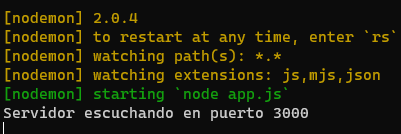 [nodemon] 2.0.4
[nodemon] to restart at any time, enter `rs`
[nodemon] watching path(s): *.*
[nodemon] watching extensions: js,mjs,json
[nodemon] starting `node app.js`
Servidor escuchando en puerto 3000